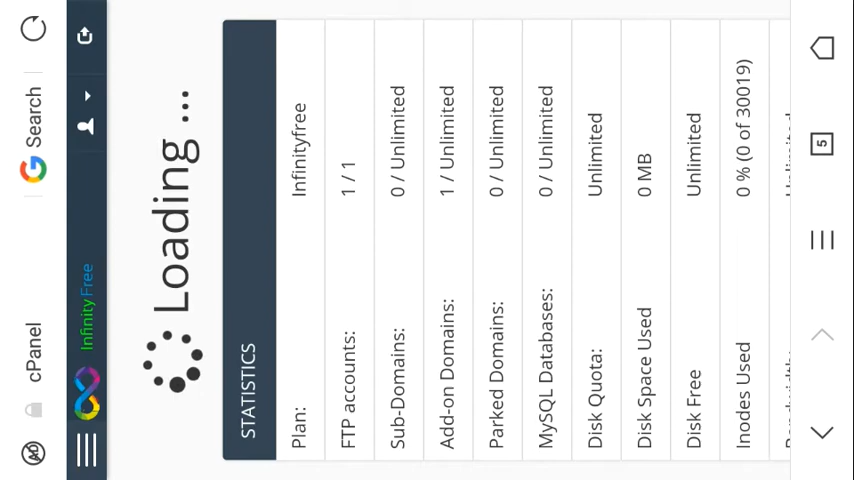 AD
cPanel
Search
InfinityFree
Loading ...
STATISTICS
Plan: Infinityfree
FTP accounts: 1 / 1
Sub-Domains: 0 / Unlimited
Add-on Domains: 1 / Unlimited
Parked Domains: 0 / Unlimited
MySQL Databases: 0 / Unlimited
Disk Quota: Unlimited
Disk Space Used 0 MB
Disk Free Unlimited
Inodes Used 0 % (0 of 30019)
5